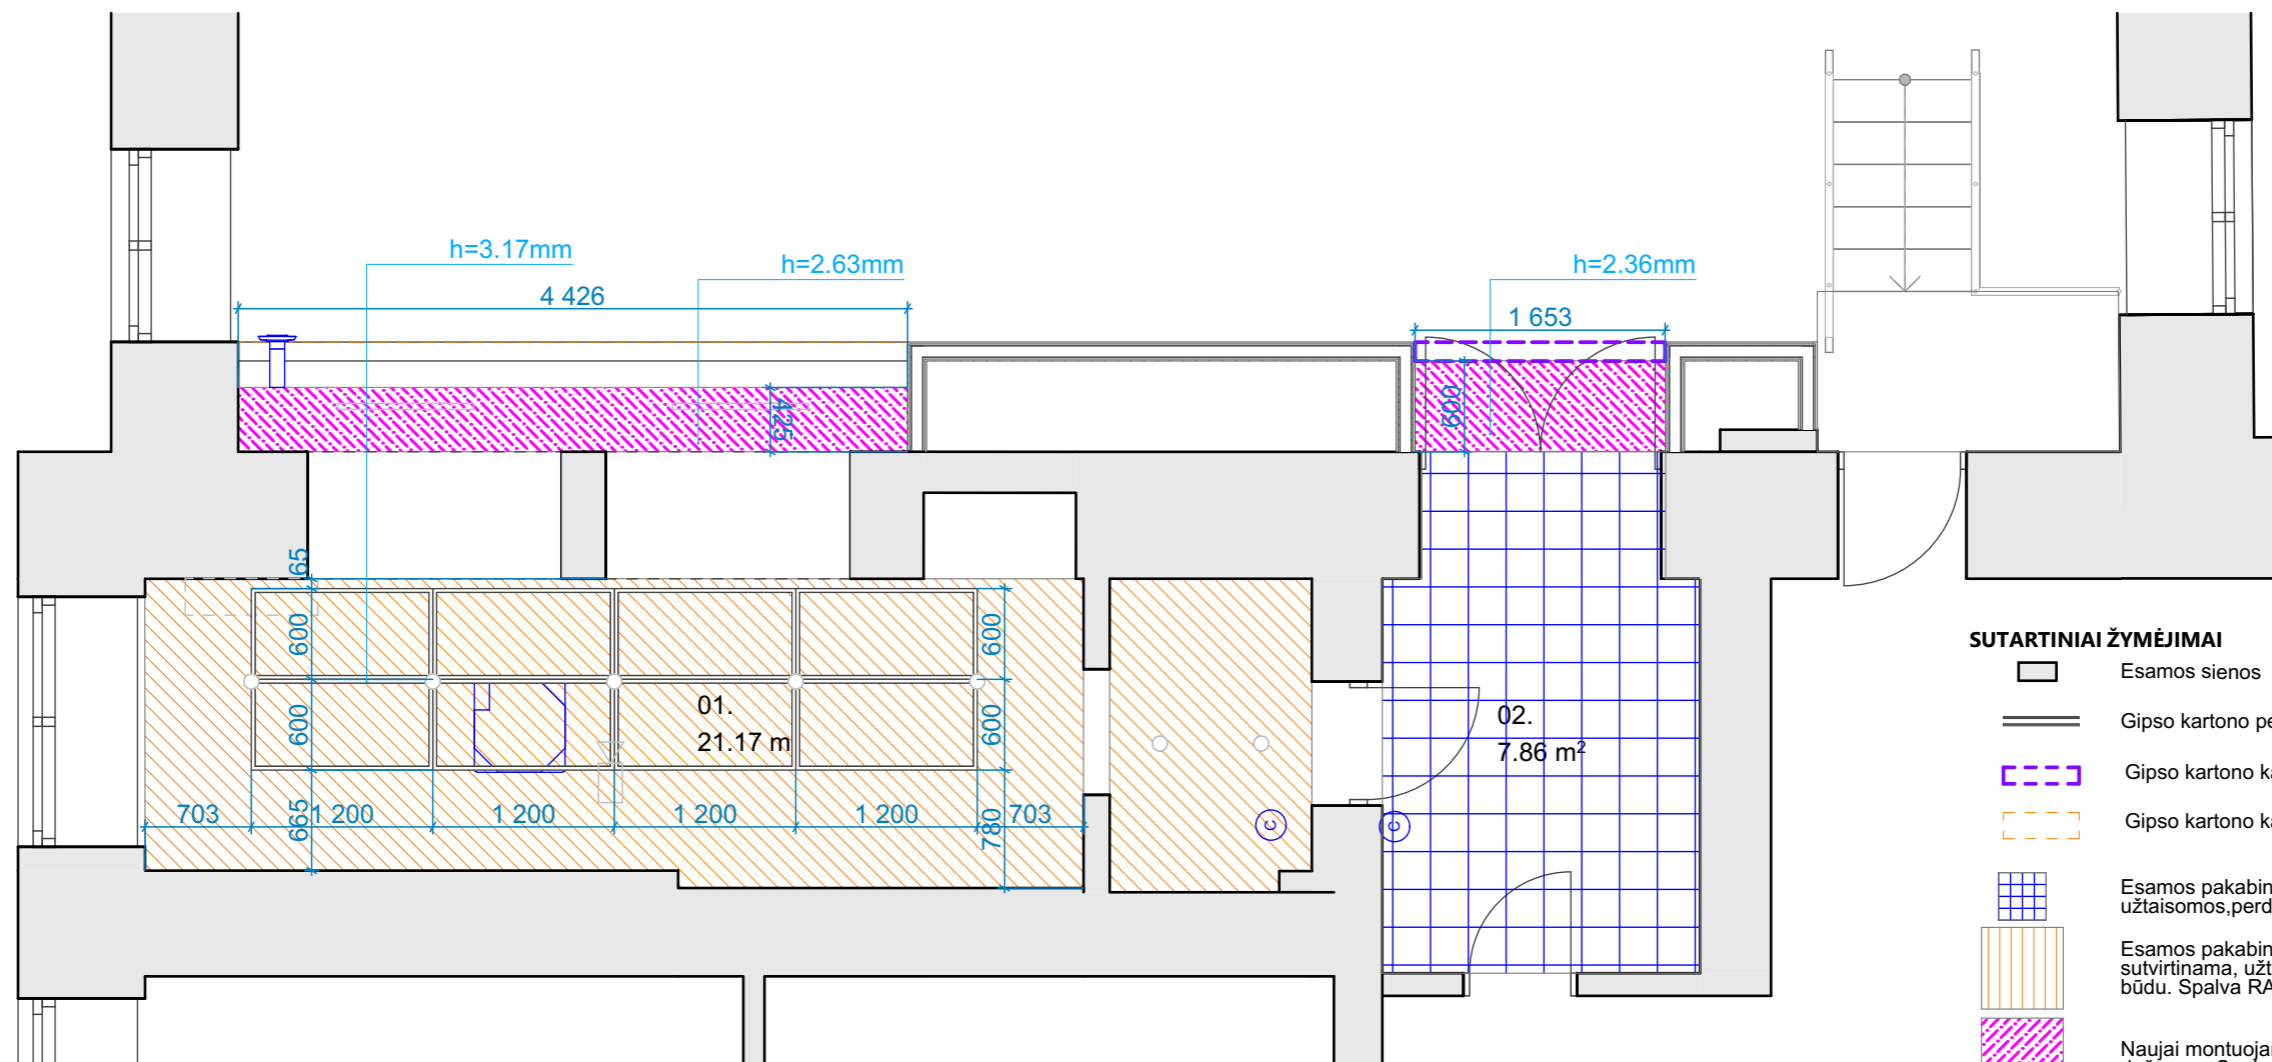 h=3.17mm
h=2.63mm
h=2.36mm
4 426
1 653
425
600
65
600
600
600
600
01.
21.17 m
02.
7.86 m²
703
1 200
1 200
1 200
1 200
703
665
780
C
C
SUTARTINIAI ŽYMĖJIMAI
Esamos sienos
Gipso kartono pe
Gipso kartono ka
Gipso kartono ka
Esamos pakabin
užtaisomos,perd
Esamos pakabin
sutvirtinama, užt
būdu. Spalva RA
Naujai montuojar